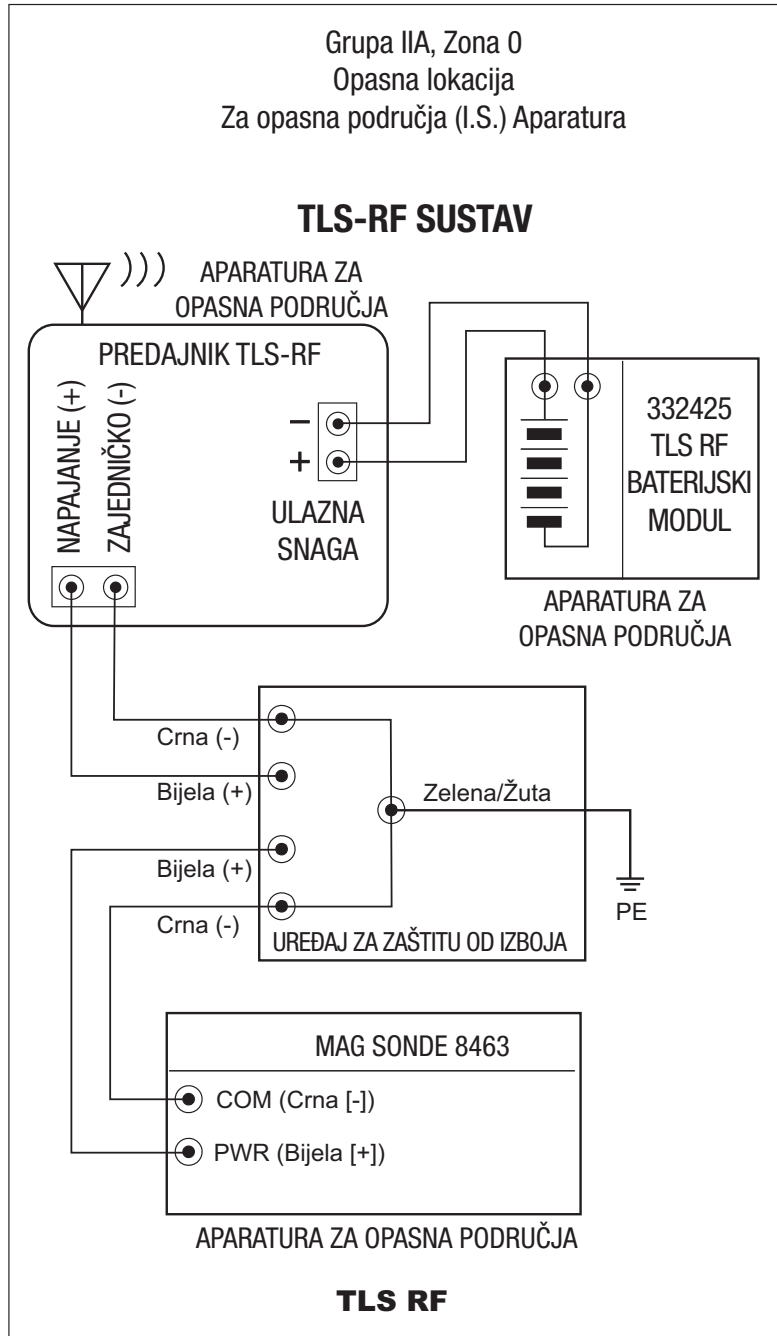 Grupa IIA, Zona 0
Opasna lokacija
Za opasna područja (I.S.) Aparatura
TLS-RF SUSTAV
APARATURA ZA
OPASNA PODRUČJA
PREDAJNIK TLS-RF
NAPAJANJE (+)
ZAJEDNIČKO (-)
−
+
ULAZNA
SNAGA
332425
TLS RF
BATERIJSKI
MODUL
APARATURA ZA
OPASNA PODRUČJA
Crna (-)
Bijela (+)
Zelena/Žuta
Bijela (+)
Crna (-)
PE
UREĐAJ ZA ZAŠTITU OD IZBOJA
MAG SONDE 8463
COM (Crna [-])
PWR (Bijela [+])
APARATURA ZA OPASNA PODRUČJA
TLS RF